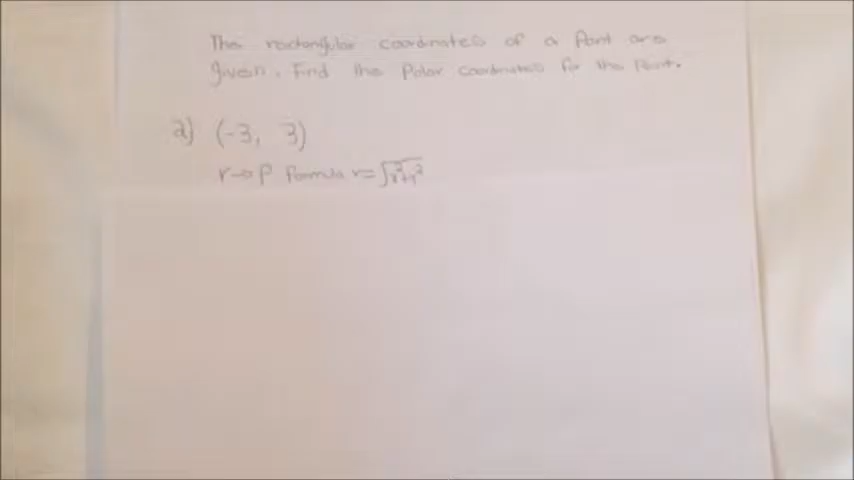 The rectangular coordinates of a Point are
given. Find the Polar coordinates for the Point.
2) (-3, 3)
r→P Formula r=√x²+y²